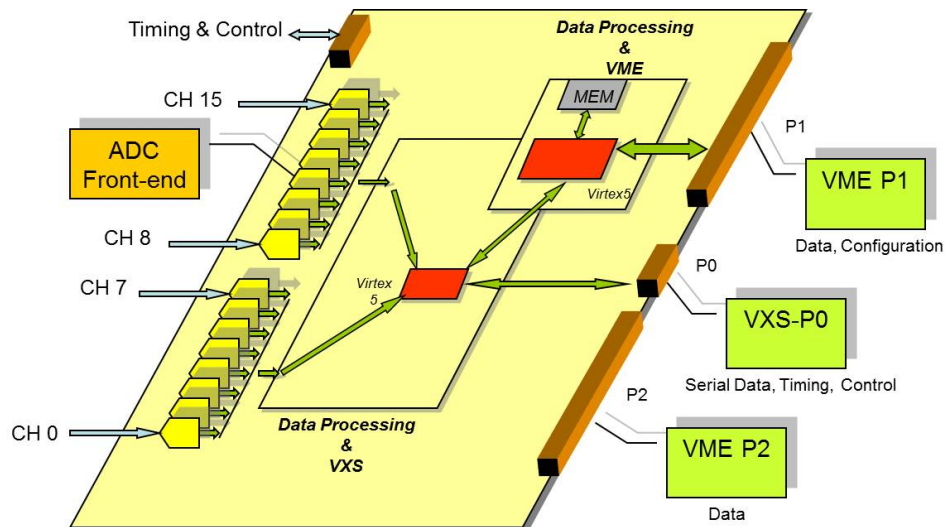 Timing & Control
Data Processing
&
VME
CH 15
MEM
ADC
Front-end
P1
VME P1
Virtex5
CH 8
Data, Configuration
P0
CH 7
Virtex
5
VXS-P0
Serial Data, Timing, Control
P2
Data Processing
&
VXS
CH 0
VME P2
Data